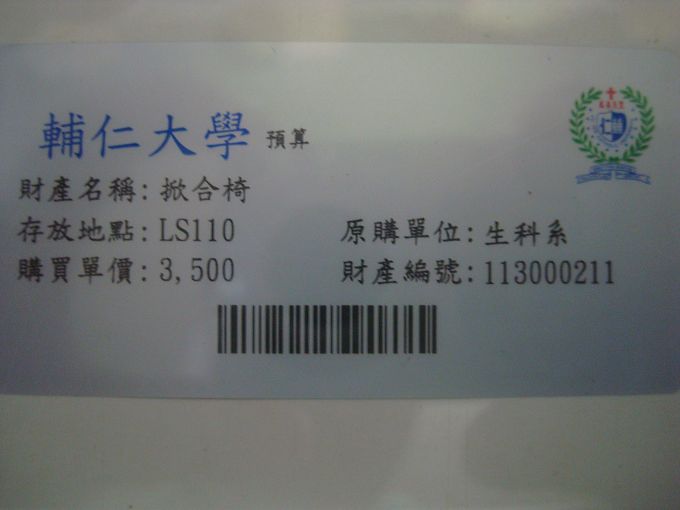 輔仁大學 預算
財產名稱: 掀合椅
存放地點: LS110 原購單位: 生科系
購買單價: 3,500 財產編號: 113000211